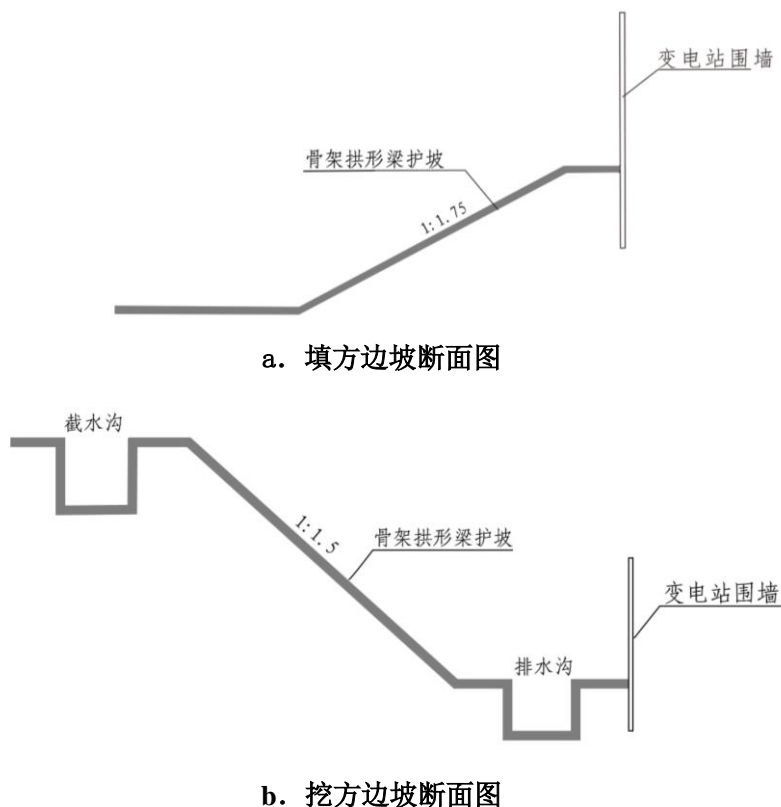 变电站围墙
骨架拱形梁护坡
1:1.75
a. 填方边坡断面图
截水沟
1:1.5
骨架拱形梁护坡
变电站围墙
排水沟
b. 挖方边坡断面图